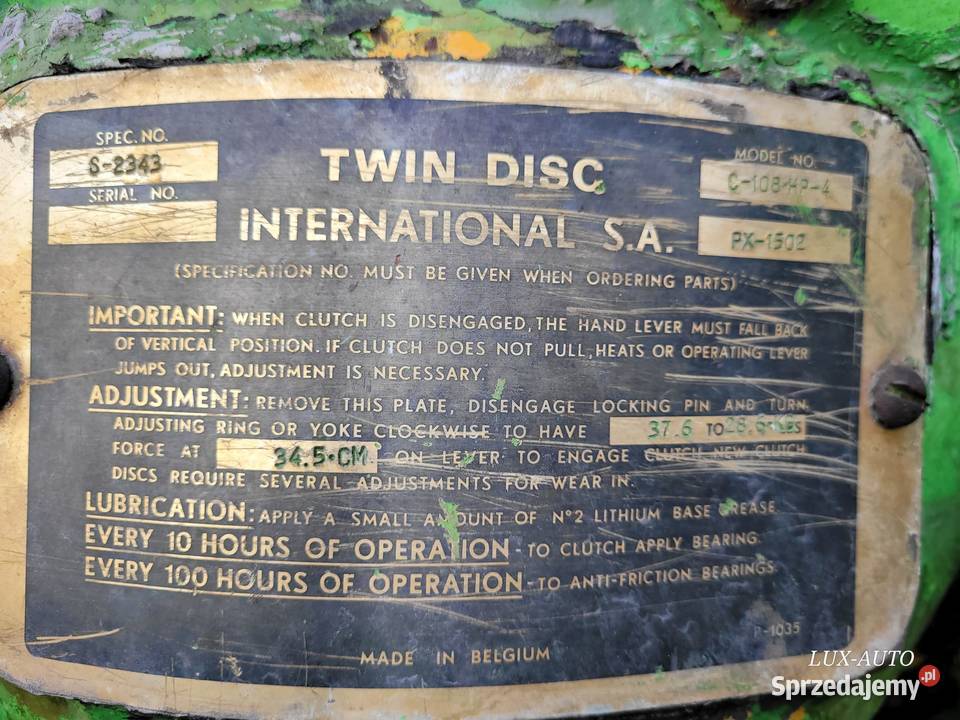 SPEC. NO.
S-2343
SERIAL NO.
TWIN DISC
INTERNATIONAL S.A.
MODEL NO.
C-108-HP-4
PX-1502
(SPECIFICATION NO. MUST BE GIVEN WHEN ORDERING PARTS)
IMPORTANT: WHEN CLUTCH IS DISENGAGED, THE HAND LEVER MUST FALL BACK
OF VERTICAL POSITION. IF CLUTCH DOES NOT PULL, HEATS OR OPERATING LEVER
JUMPS OUT, ADJUSTMENT IS NECESSARY.
ADJUSTMENT: REMOVE THIS PLATE, DISENGAGE LOCKING PIN AND TURN
ADJUSTING RING OR YOKE CLOCKWISE TO HAVE 37.6 TO
FORCE AT 34.5•CM ON LEVER TO ENGAGE CLUTCH NEW CLUTCH
DISCS REQUIRE SEVERAL ADJUSTMENTS FOR WEAR IN.
LUBRICATION: APPLY A SMALL AMOUNT OF N°2 LITHIUM BASE GREASE
EVERY 10 HOURS OF OPERATION - TO CLUTCH APPLY BEARING.
EVERY 100 HOURS OF OPERATION - TO ANTI-FRICTION BEARINGS
P-1035
MADE IN BELGIUM
LUX-AUTO
Sprzedajemy.pl